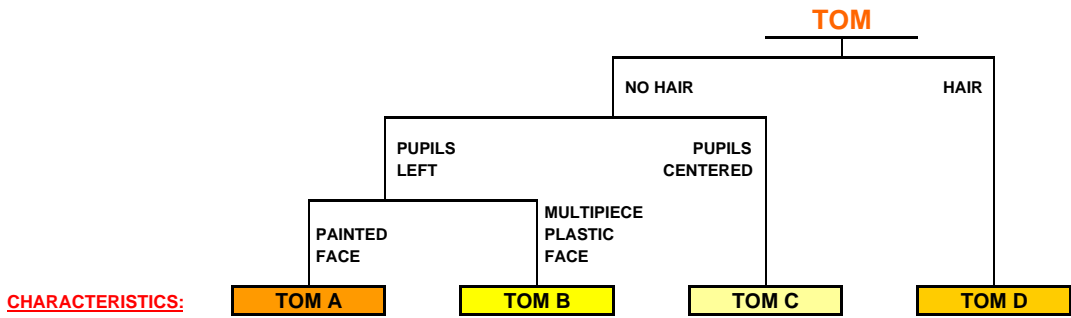 TOM
NO HAIR
HAIR
PUPILS
LEFT
PUPILS
CENTERED
PAINTED
FACE
MULTIPIECE
PLASTIC
FACE
CHARACTERISTICS:
TOM A
TOM B
TOM C
TOM D